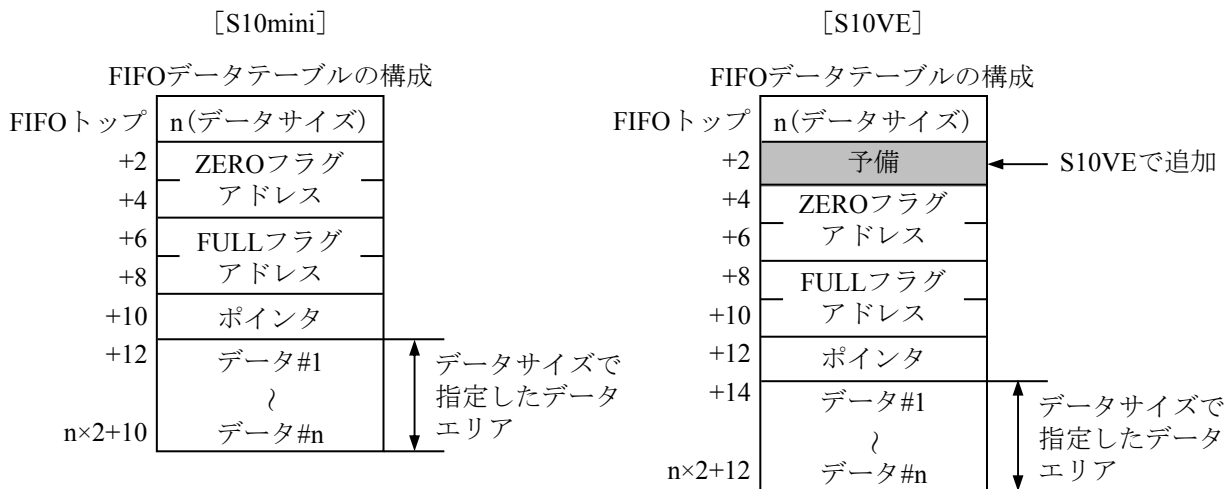 ［S10mini］
FIFOデータテーブルの構成
FIFOトップ n(データサイズ)
+2 ZEROフラグ
+4 アドレス
+6 FULLフラグ
+8 アドレス
+10 ポインタ
+12 データ#1
～
n×2+10 データ#n
データサイズで
指定したデータ
エリア
［S10VE］
FIFOデータテーブルの構成
FIFOトップ n(データサイズ)
+2 予備
S10VEで追加
+4 ZEROフラグ
+6 アドレス
+8 FULLフラグ
+10 アドレス
+12 ポインタ
+14 データ#1
～
n×2+12 データ#n
データサイズで
指定したデータ
エリア